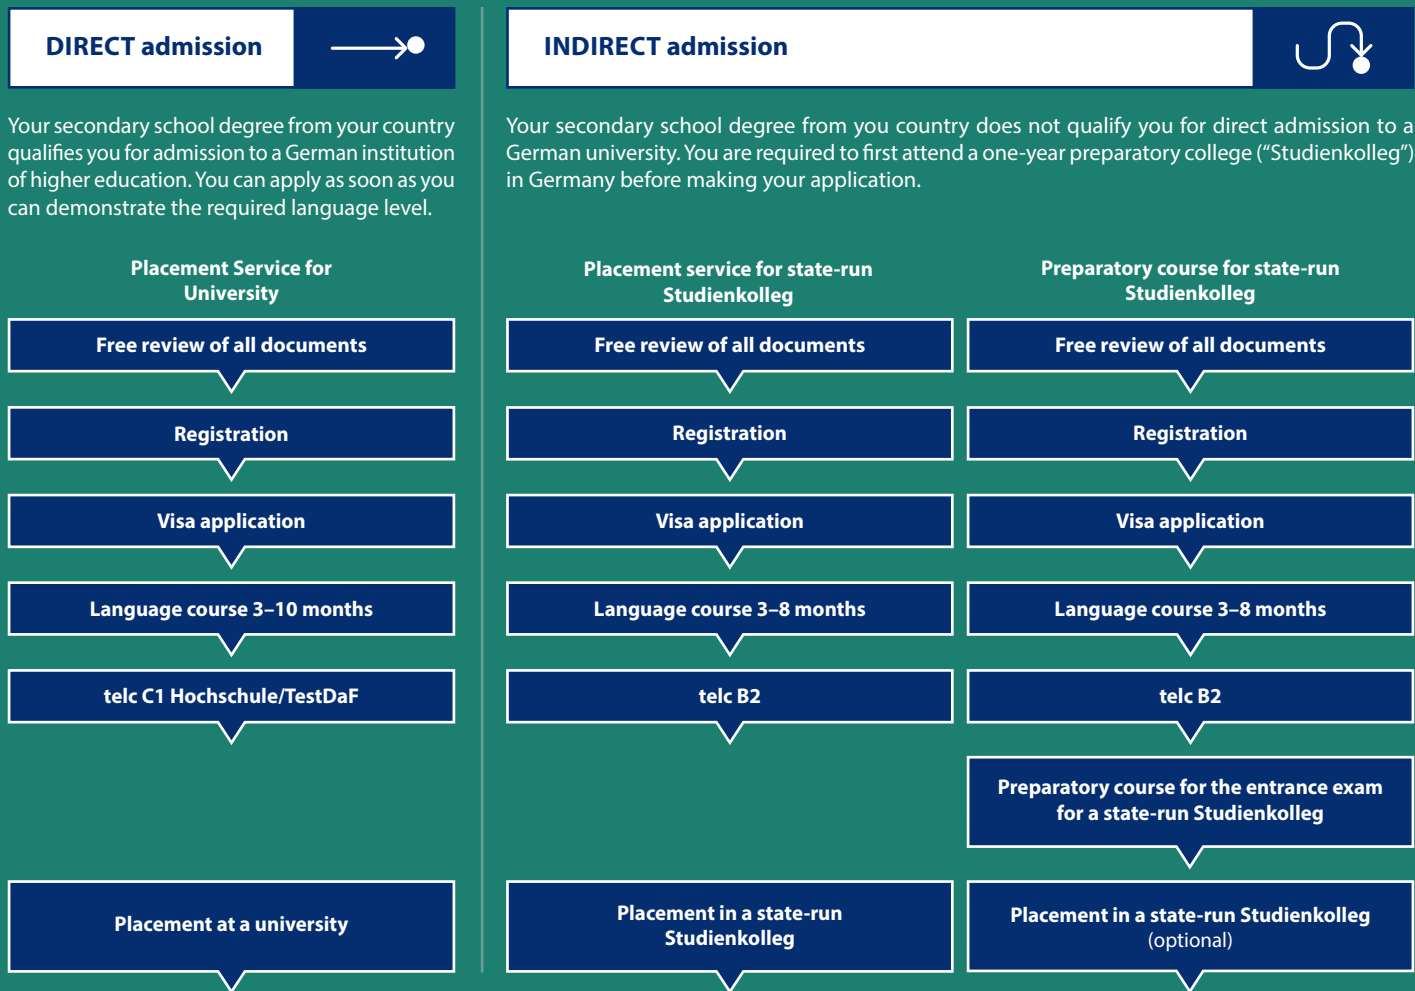 DIRECT admission
Your secondary school degree from your country
qualifies you for admission to a German institution
of higher education. You can apply as soon as you
can demonstrate the required language level.
Placement Service for
University
Free review of all documents
Registration
Visa application
Language course 3–10 months
telc C1 Hochschule/TestDaF
Placement at a university
INDIRECT admission
Your secondary school degree from you country does not qualify you for direct admission to a
German university. You are required to first attend a one-year preparatory college (“Studienkolleg”)
in Germany before making your application.
Placement service for state-run
Studienkolleg
Free review of all documents
Registration
Visa application
Language course 3–8 months
telc B2
Placement in a state-run
Studienkolleg
Preparatory course for state-run
Studienkolleg
Free review of all documents
Registration
Visa application
Language course 3–8 months
telc B2
Preparatory course for the entrance exam
for a state-run Studienkolleg
Placement in a state-run Studienkolleg
(optional)